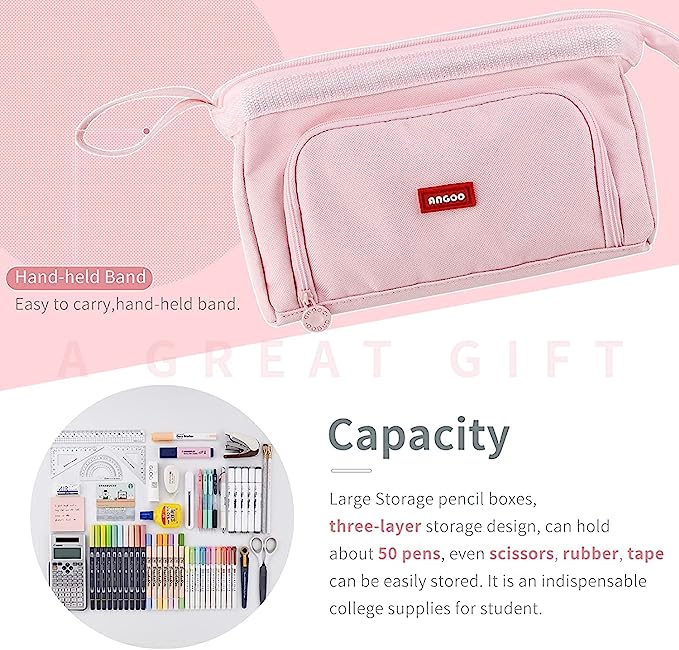 ANGOO
Hand-held Band
Easy to carry,hand-held band.
A GREAT GIFT
Capacity
Large Storage pencil boxes,
three-layer storage design, can hold
about 50 pens, even scissors, rubber, tape
can be easily stored. It is an indispensable
college supplies for student.